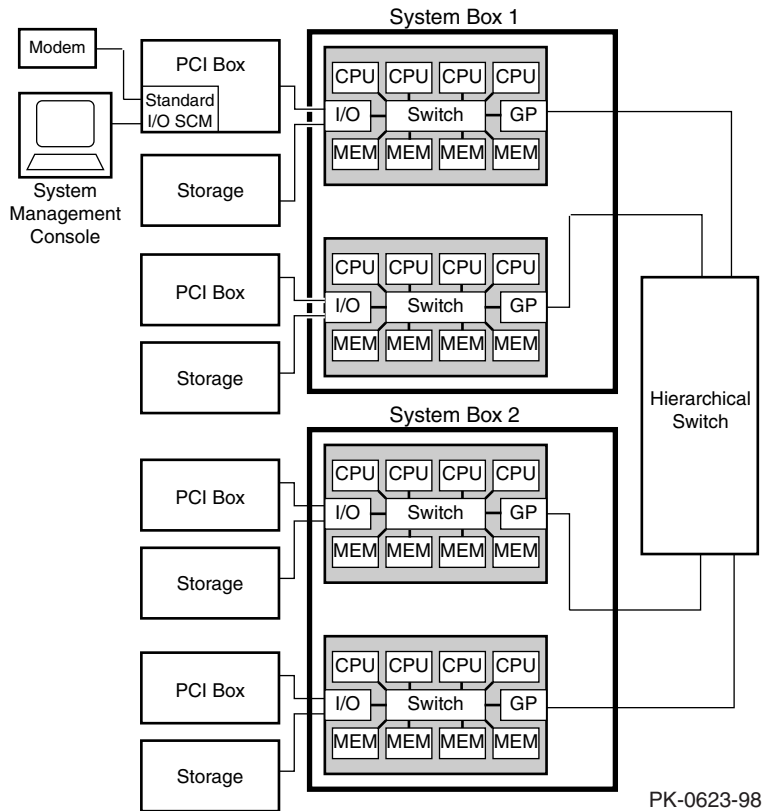 System Box 1
Modem
PCI Box
Standard
I/O SCM
System
Management
Console
Storage
CPU CPU CPU CPU
I/O Switch GP
MEM MEM MEM MEM
PCI Box
Storage
CPU CPU CPU CPU
I/O Switch GP
MEM MEM MEM MEM
Hierarchical
Switch
System Box 2
PCI Box
Storage
CPU CPU CPU CPU
I/O Switch GP
MEM MEM MEM MEM
PCI Box
Storage
CPU CPU CPU CPU
I/O Switch GP
MEM MEM MEM MEM
PK-0623-98